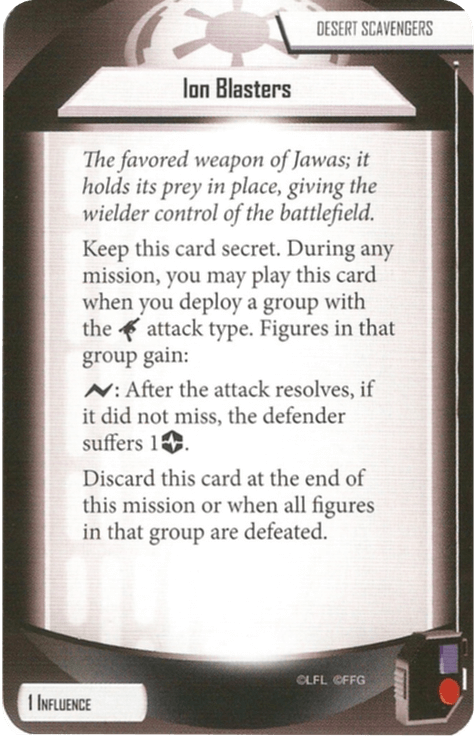 DESERT SCAVENGERS
Ion Blasters
The favored weapon of Jawas; it
holds its prey in place, giving the
wielder control of the battlefield.
Keep this card secret. During any
mission, you may play this card
when you deploy a group with
the attack type. Figures in that
group gain:
: After the attack resolves, if
it did not miss, the defender
suffers 1.
Discard this card at the end of
this mission or when all figures
in that group are defeated.
©LFL ©FFG
1 INFLUENCE